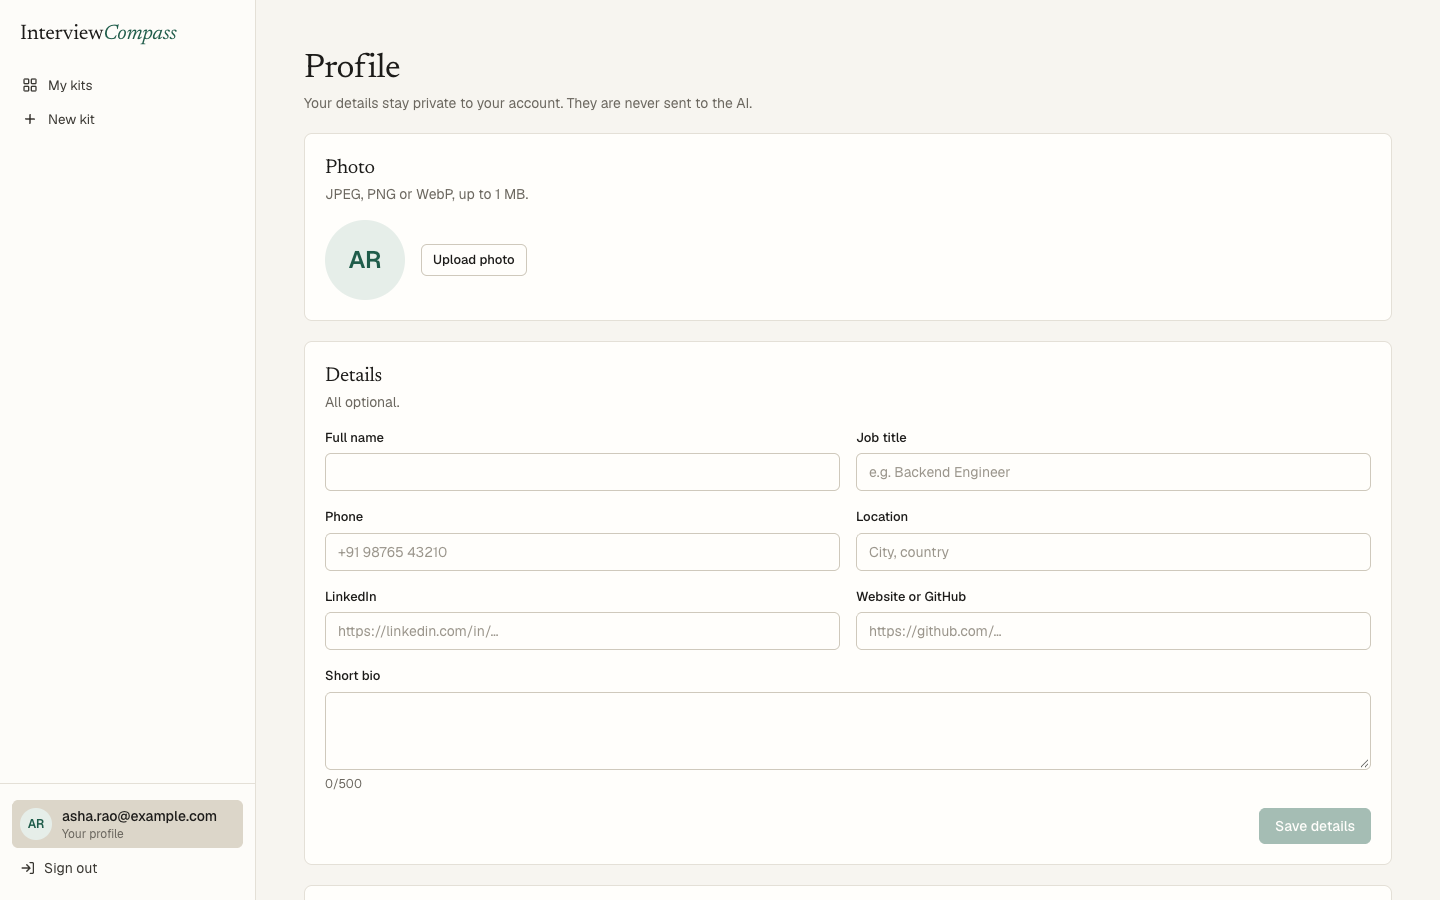 InterviewCompass
My kits
New kit
Profile
Your details stay private to your account. They are never sent to the AI.
Photo
JPEG, PNG or WebP, up to 1 MB.
AR
Upload photo
Details
All optional.
Full name
Job title
e.g. Backend Engineer
Phone
Location
+91 98765 43210
City, country
LinkedIn
Website or GitHub
https://linkedin.com/in/…
https://github.com/…
Short bio
0/500
Save details
AR
asha.rao@example.com
Your profile
Sign out